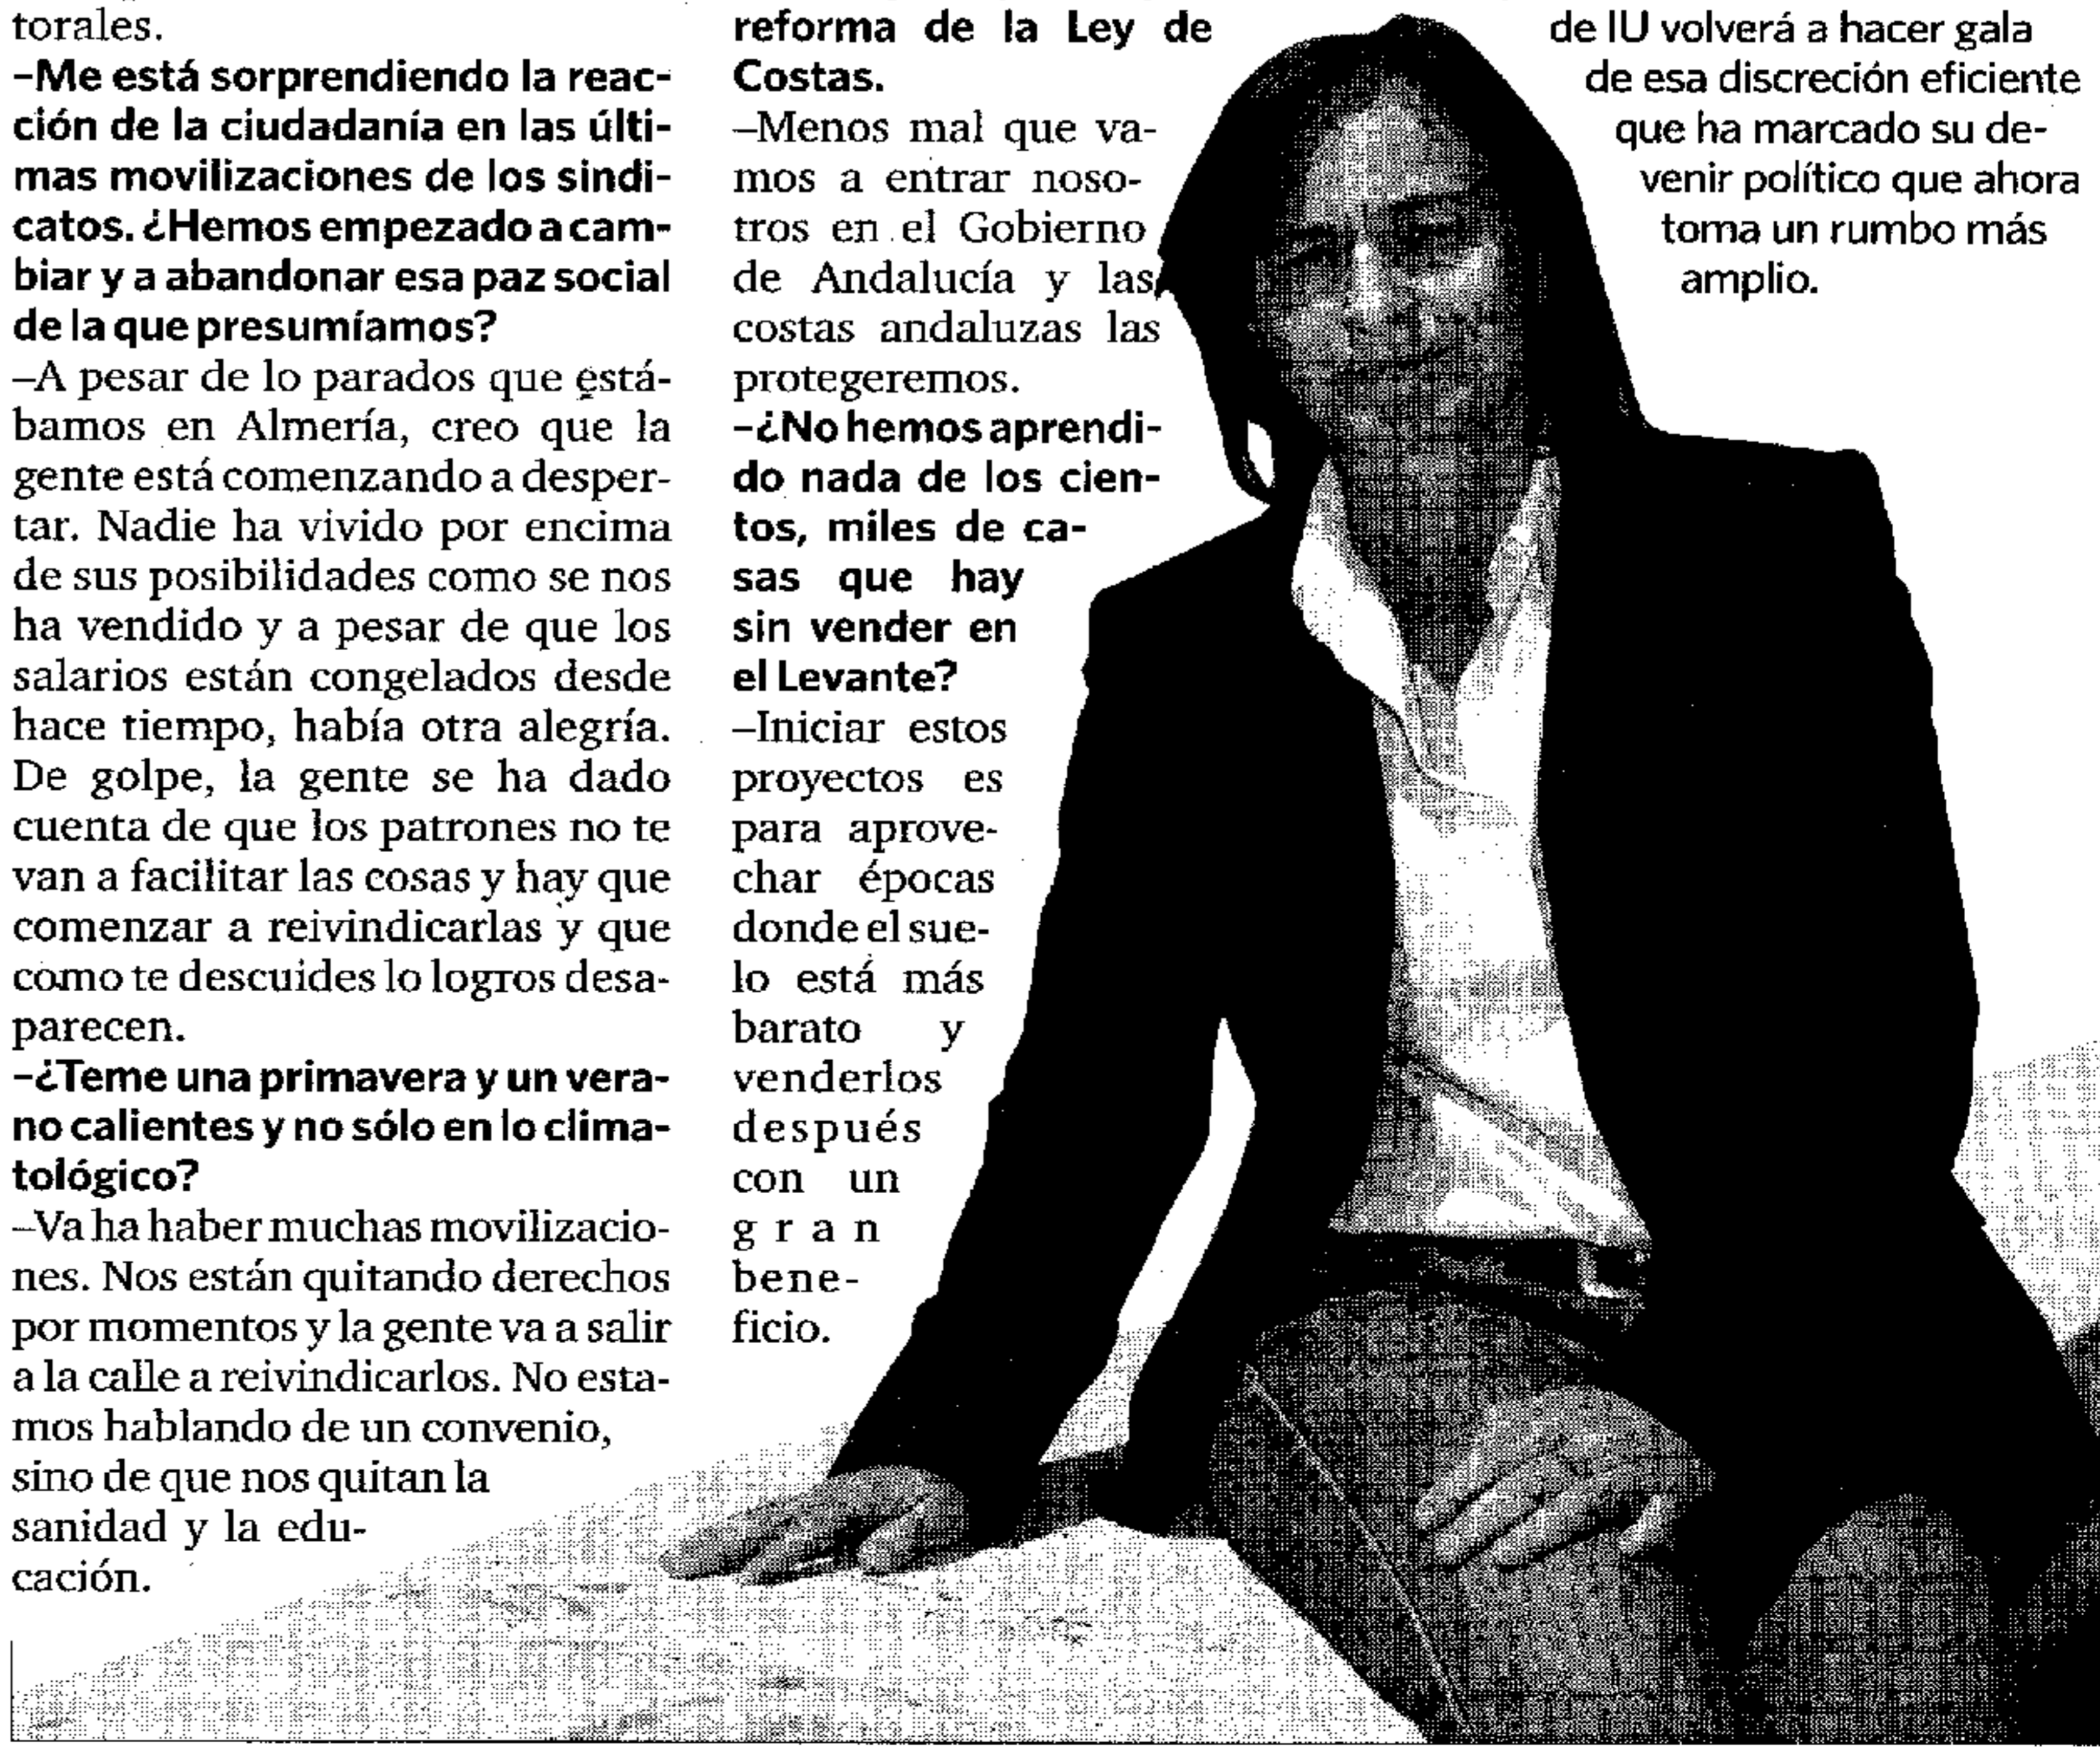 torales.
–Me está sorprendiendo la reac-
ción de la ciudadanía en las últi-
mas movilizaciones de los sindi-
catos. ¿Hemos empezado a cam-
biar y a abandonar esa paz social
de la que presumíamos?
–A pesar de lo parados que está-
bamos en Almería, creo que la
gente está comenzando a desper-
tar. Nadie ha vivido por encima
de sus posibilidades como se nos
ha vendido y a pesar de que los
salarios están congelados desde
hace tiempo, había otra alegría.
De golpe, la gente se ha dado
cuenta de que los patrones no te
van a facilitar las cosas y hay que
comenzar a reivindicarlas y que
como te descuides lo logros desa-
parecen.
–¿Teme una primavera y un vera-
no calientes y no sólo en lo clima-
tológico?
–Va ha haber muchas movilizacio-
nes. Nos están quitando derechos
por momentos y la gente va a salir
a la calle a reivindicarlos. No esta-
mos hablando de un convenio,
sino de que nos quitan la
sanidad y la edu-
cación.
reforma de la Ley de
Costas.
–Menos mal que va-
mos a entrar noso-
tros en el Gobierno
de Andalucía y las
costas andaluzas las
protegeremos.
–¿No hemos aprendi-
do nada de los cien-
tos, miles de ca-
sas que hay
sin vender en
el Levante?
–Iniciar estos
proyectos es
para aprove-
char épocas
donde el sue-
lo está más
barato y
venderlos
después
con un
gran
bene-
ficio.
de IU volverá a hacer gala
de esa discreción eficiente
que ha marcado su de-
venir político que ahora
toma un rumbo más
amplio.